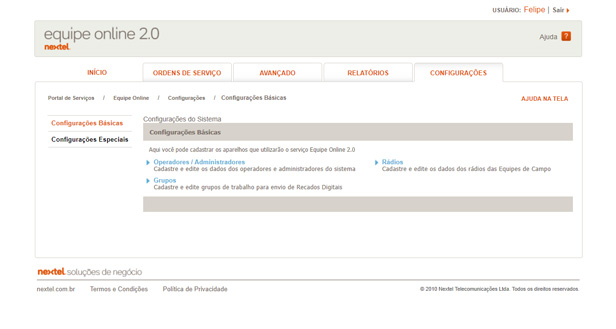 USUÁRIO: Felipe | Sair
equipe online 2.0
nextel
Ajuda ?
INÍCIO ORDENS DE SERVIÇO AVANÇADO RELATÓRIOS CONFIGURAÇÕES
Portal de Serviços / Equipe Online / Configurações / Configurações Básicas
AJUDA NA TELA
Configurações Básicas
Configurações Especiais
Configurações do Sistema
Configurações Básicas
Aqui você pode cadastrar os aparelhos que utilizarão o serviço Equipe Online 2.0
Operadores / Administradores
Cadastre e edite os dados dos operadores e administradores do sistema
Rádios
Cadastre e edite os dados dos rádios das Equipes de Campo
Grupos
Cadastre e edite grupos de trabalho para envio de Recados Digitais
nextel soluções de negócio
nextel.com.br Termos e Condições Política de Privacidade
© 2010 Nextel Telecomunicações Ltda. Todos os direitos reservados.